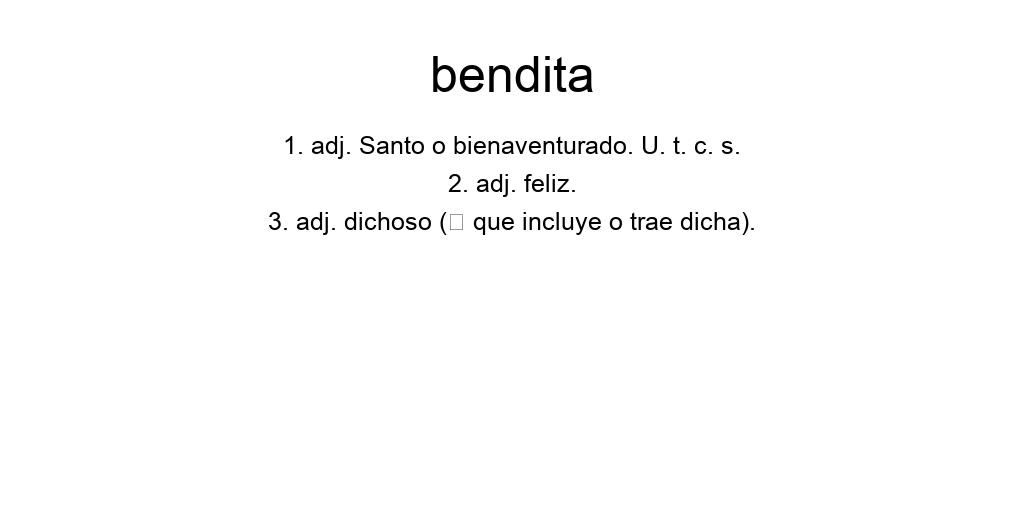 bendita
1. adj. Santo o bienaventurado. U. t. c. s.
2. adj. feliz.
3. adj. dichoso (□ que incluye o trae dicha).